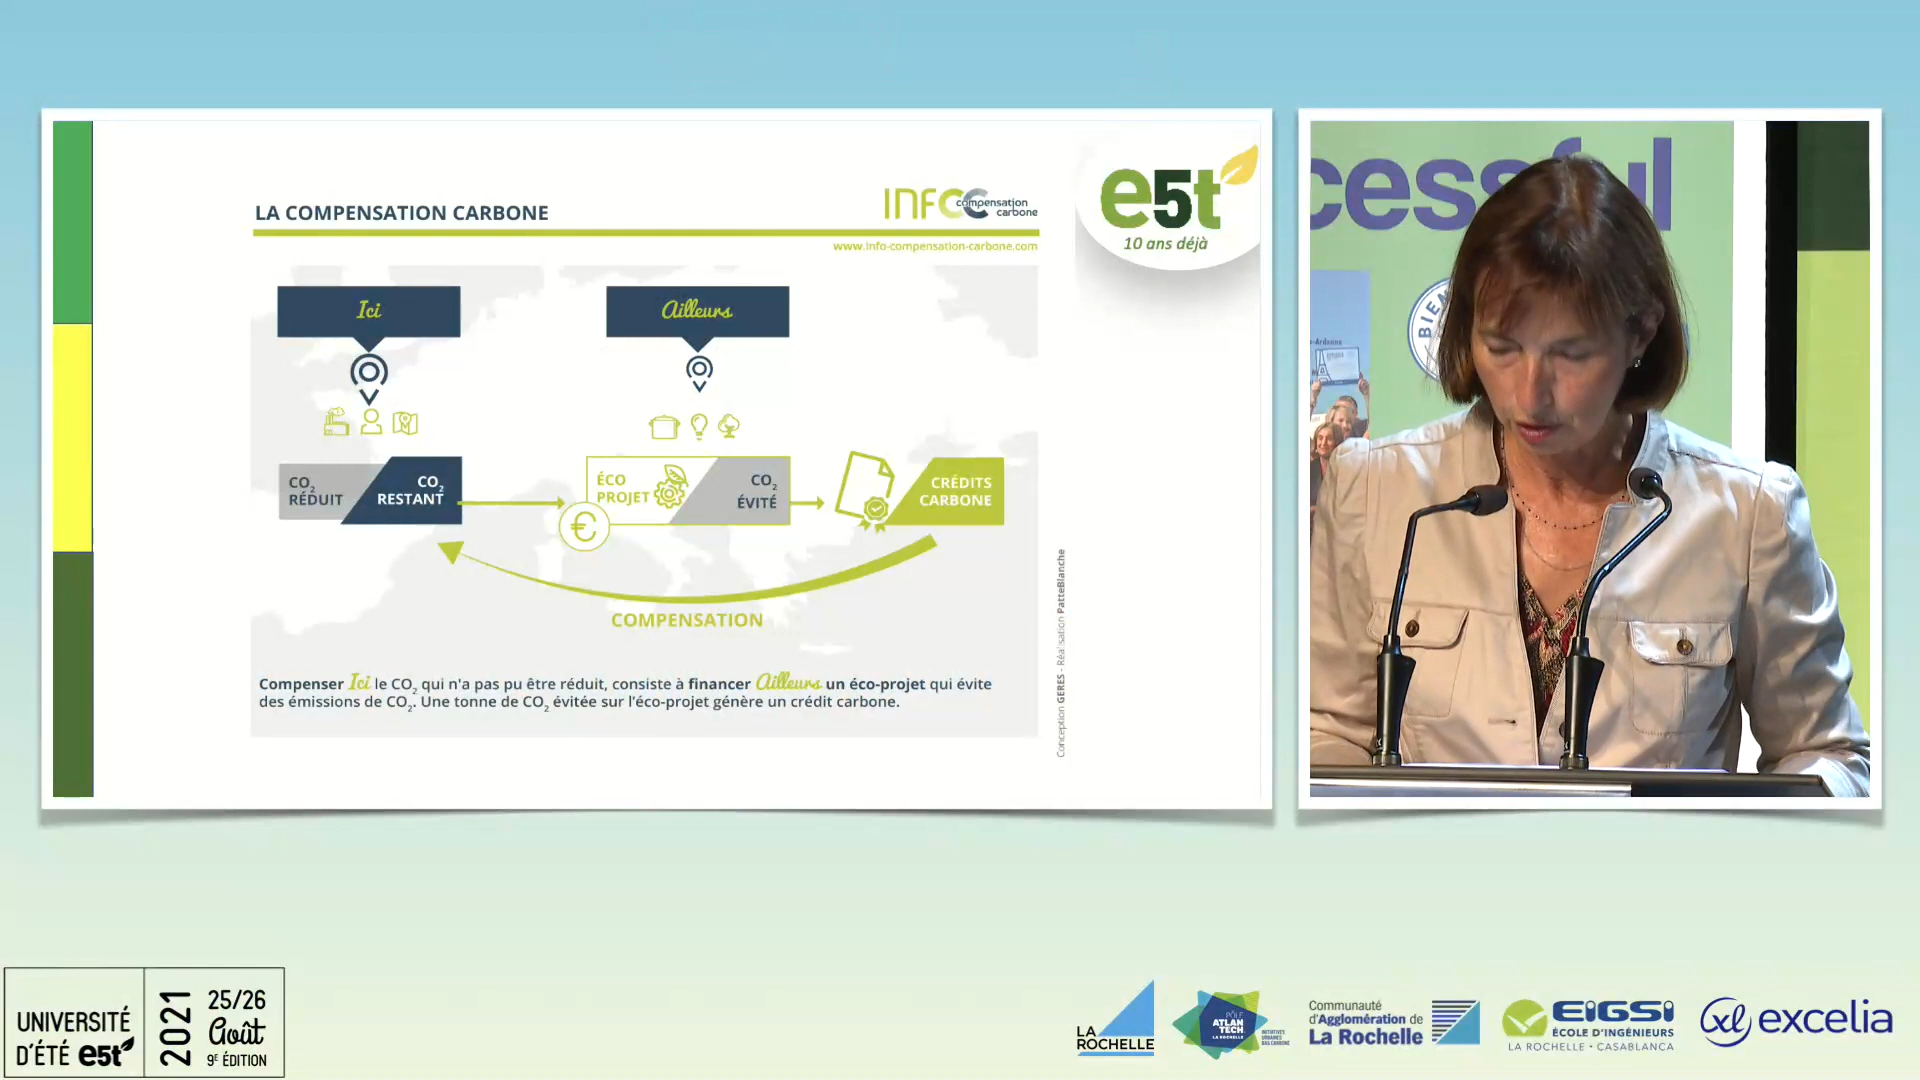 LA COMPENSATION CARBONE
INFCC compensation
carbone
www.info-compensation-carbone.com
e5t
10 ans déjà
Ici
Ailleurs
CO2
RÉDUIT
CO2
RESTANT
€
ÉCO
PROJET
CO2
ÉVITÉ
CRÉDITS
CARBONE
COMPENSATION
Compenser Ici le CO2 qui n'a pas pu être réduit, consiste à financer Ailleurs un éco-projet qui évite
des émissions de CO2. Une tonne de CO2 évitée sur l'éco-projet génère un crédit carbone.
Conception GERES - Réalisation PatteBlanche
cessful
BIEN
UNIVERSITÉ
D'ÉTÉ e5t
2021
25/26
Août
9E ÉDITION
LA
ROCHELLE
PÔLE
ATLAN
TECH
LA ROCHELLE
INITIATIVES
URBAINES
BAS CARBONE
Communauté
d'Agglomération de
La Rochelle
EIGSI
ÉCOLE D'INGÉNIEURS
LA ROCHELLE • CASABLANCA
xl excelia